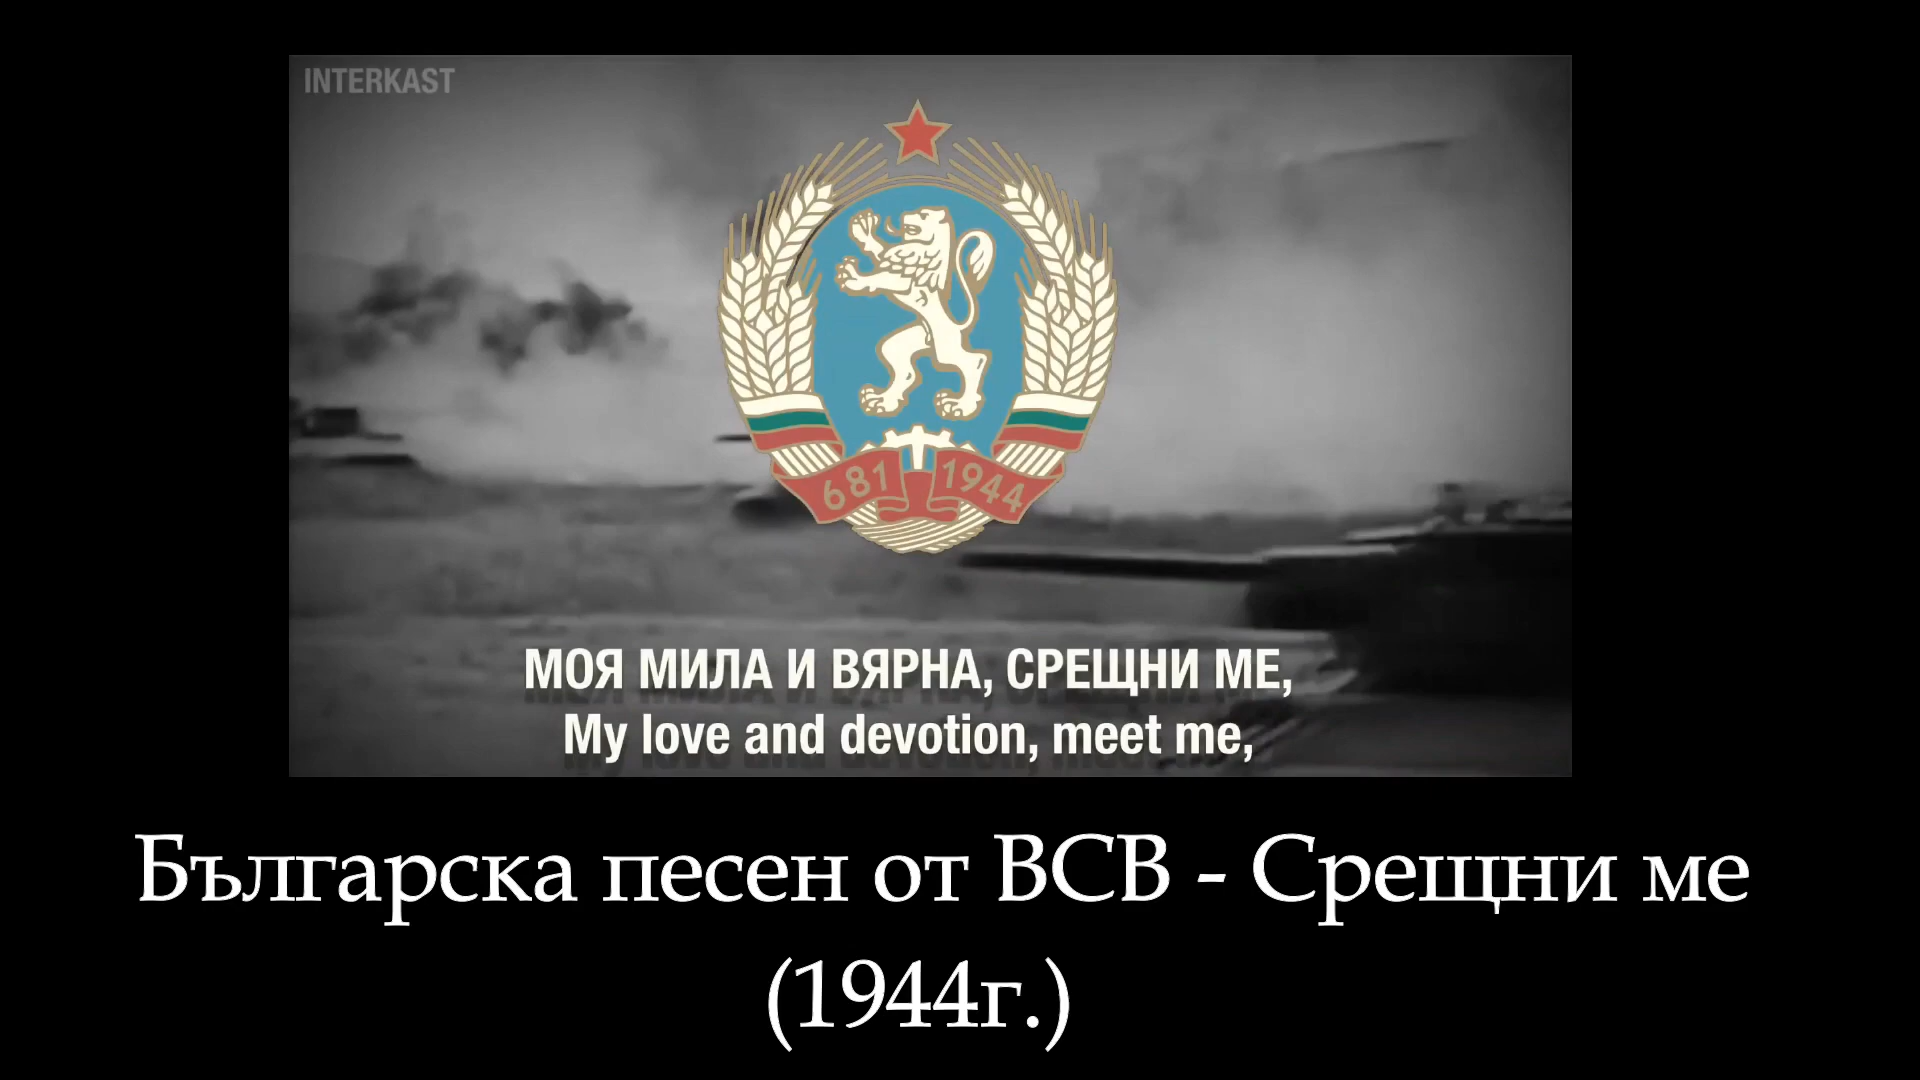 INTERKAST
681 1944
МОЯ МИЛА И ВЯРНА, СРЕЩНИ МЕ,
My love and devotion, meet me,
Българска песен от ВСВ - Срещни ме
(1944г.)